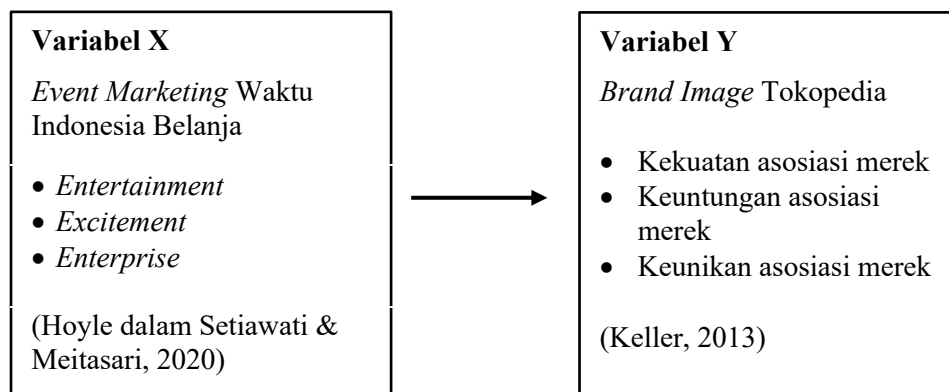 Variabel X
Event Marketing Waktu
Indonesia Belanja
• Entertainment
• Excitement
• Enterprise
(Hoyle dalam Setiawati &
Meitasari, 2020)
Variabel Y
Brand Image Tokopedia
• Kekuatan asosiasi merek
• Keuntungan asosiasi
merek
• Keunikan asosiasi merek
(Keller, 2013)